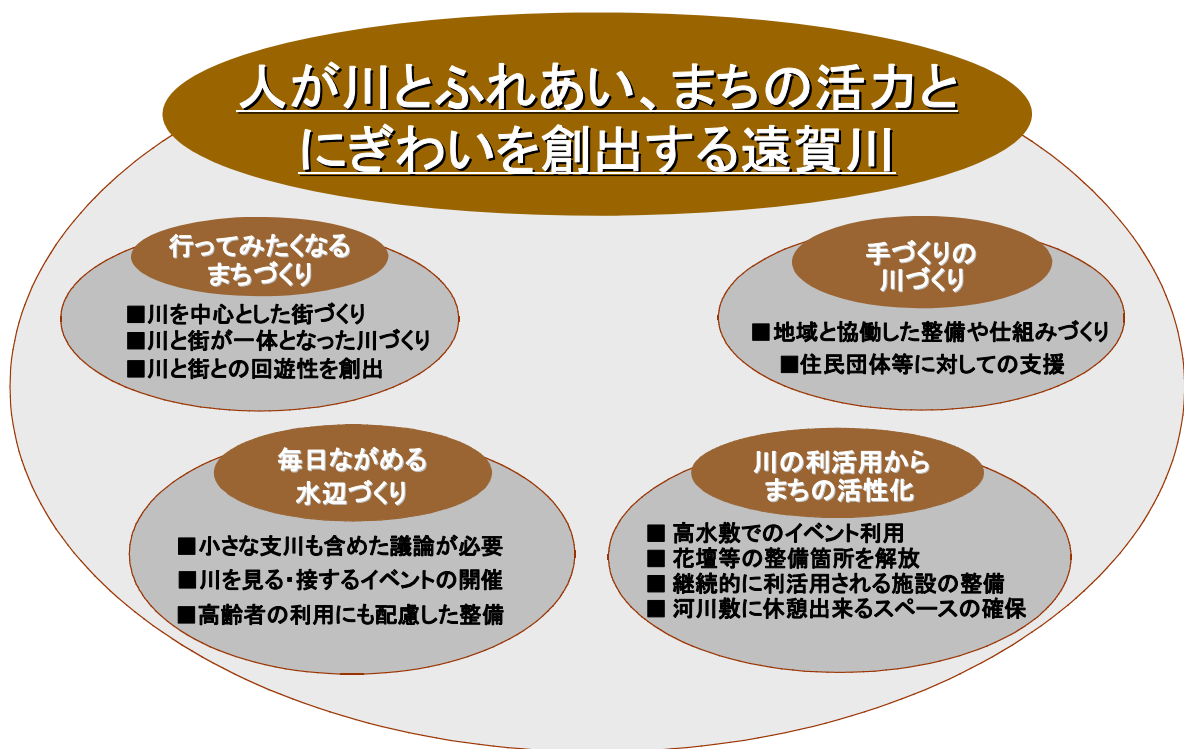 人が川とふれあい、まちの活力と
にぎわいを創出する遠賀川
行ってみたくなる
まちづくり
■川を中心とした街づくり
■川と街が一体となった川づくり
■川と街との回遊性を創出
手づくりの
川づくり
■地域と協働した整備や仕組みづくり
■住民団体等に対しての支援
毎日ながめる
水辺づくり
■小さな支川も含めた議論が必要
■川を見る・接するイベントの開催
■高齢者の利用にも配慮した整備
川の利活用から
まちの活性化
■ 高水敷でのイベント利用
■ 花壇等の整備箇所を解放
■ 継続的に利活用される施設の整備
■ 河川敷に休憩出来るスペースの確保